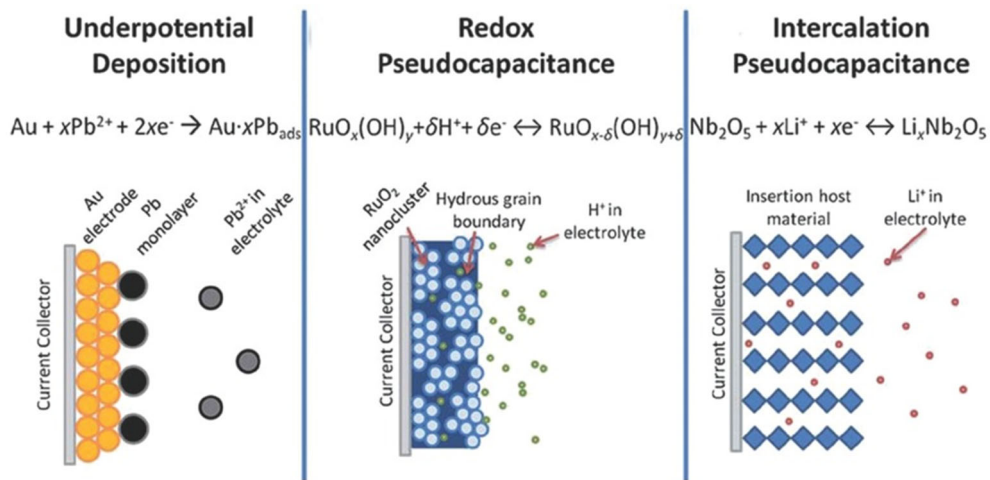 Underpotential
Deposition
Au + xPb²⁺ + 2xe⁻ → Au·xPb_ads
Au
electrode
Pb
monolayer
Pb²⁺ in
electrolyte
Current Collector
Redox
Pseudocapacitance
RuOₓ(OH)ᵧ+δH⁺+ δe⁻ ↔ RuOₓ₋δ(OH)ᵧ₊δ
RuO₂
nanocluster
Hydrous grain
boundary
H⁺ in
electrolyte
Current Collector
Intercalation
Pseudocapacitance
Nb₂O₅ + xLi⁺ + xe⁻ ↔ LiₓNb₂O₅
Insertion host
material
Li⁺ in
electrolyte
Current Collector